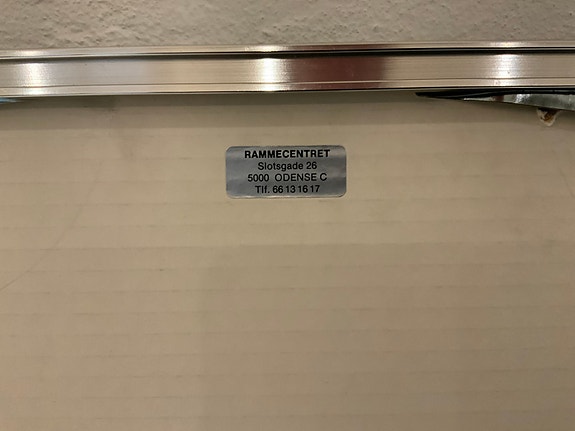 RAMMECENTRET
Slotsgade 26
5000 ODENSE C
Tlf. 66 13 16 17